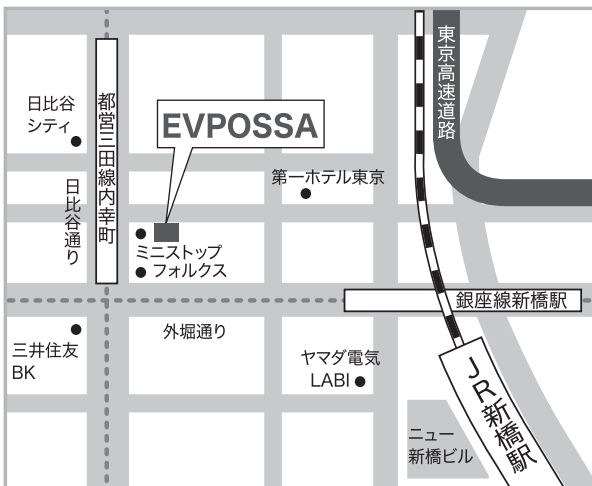 東京高速道路
日比谷
シティ
都営三田線内幸町
EVPOSSA
第一ホテル東京
日比谷通り
ミニストップ
フォルクス
銀座線新橋駅
外堀通り
三井住友
BK
ヤマダ電気
LABI
JR新橋駅
ニュー
新橋ビル